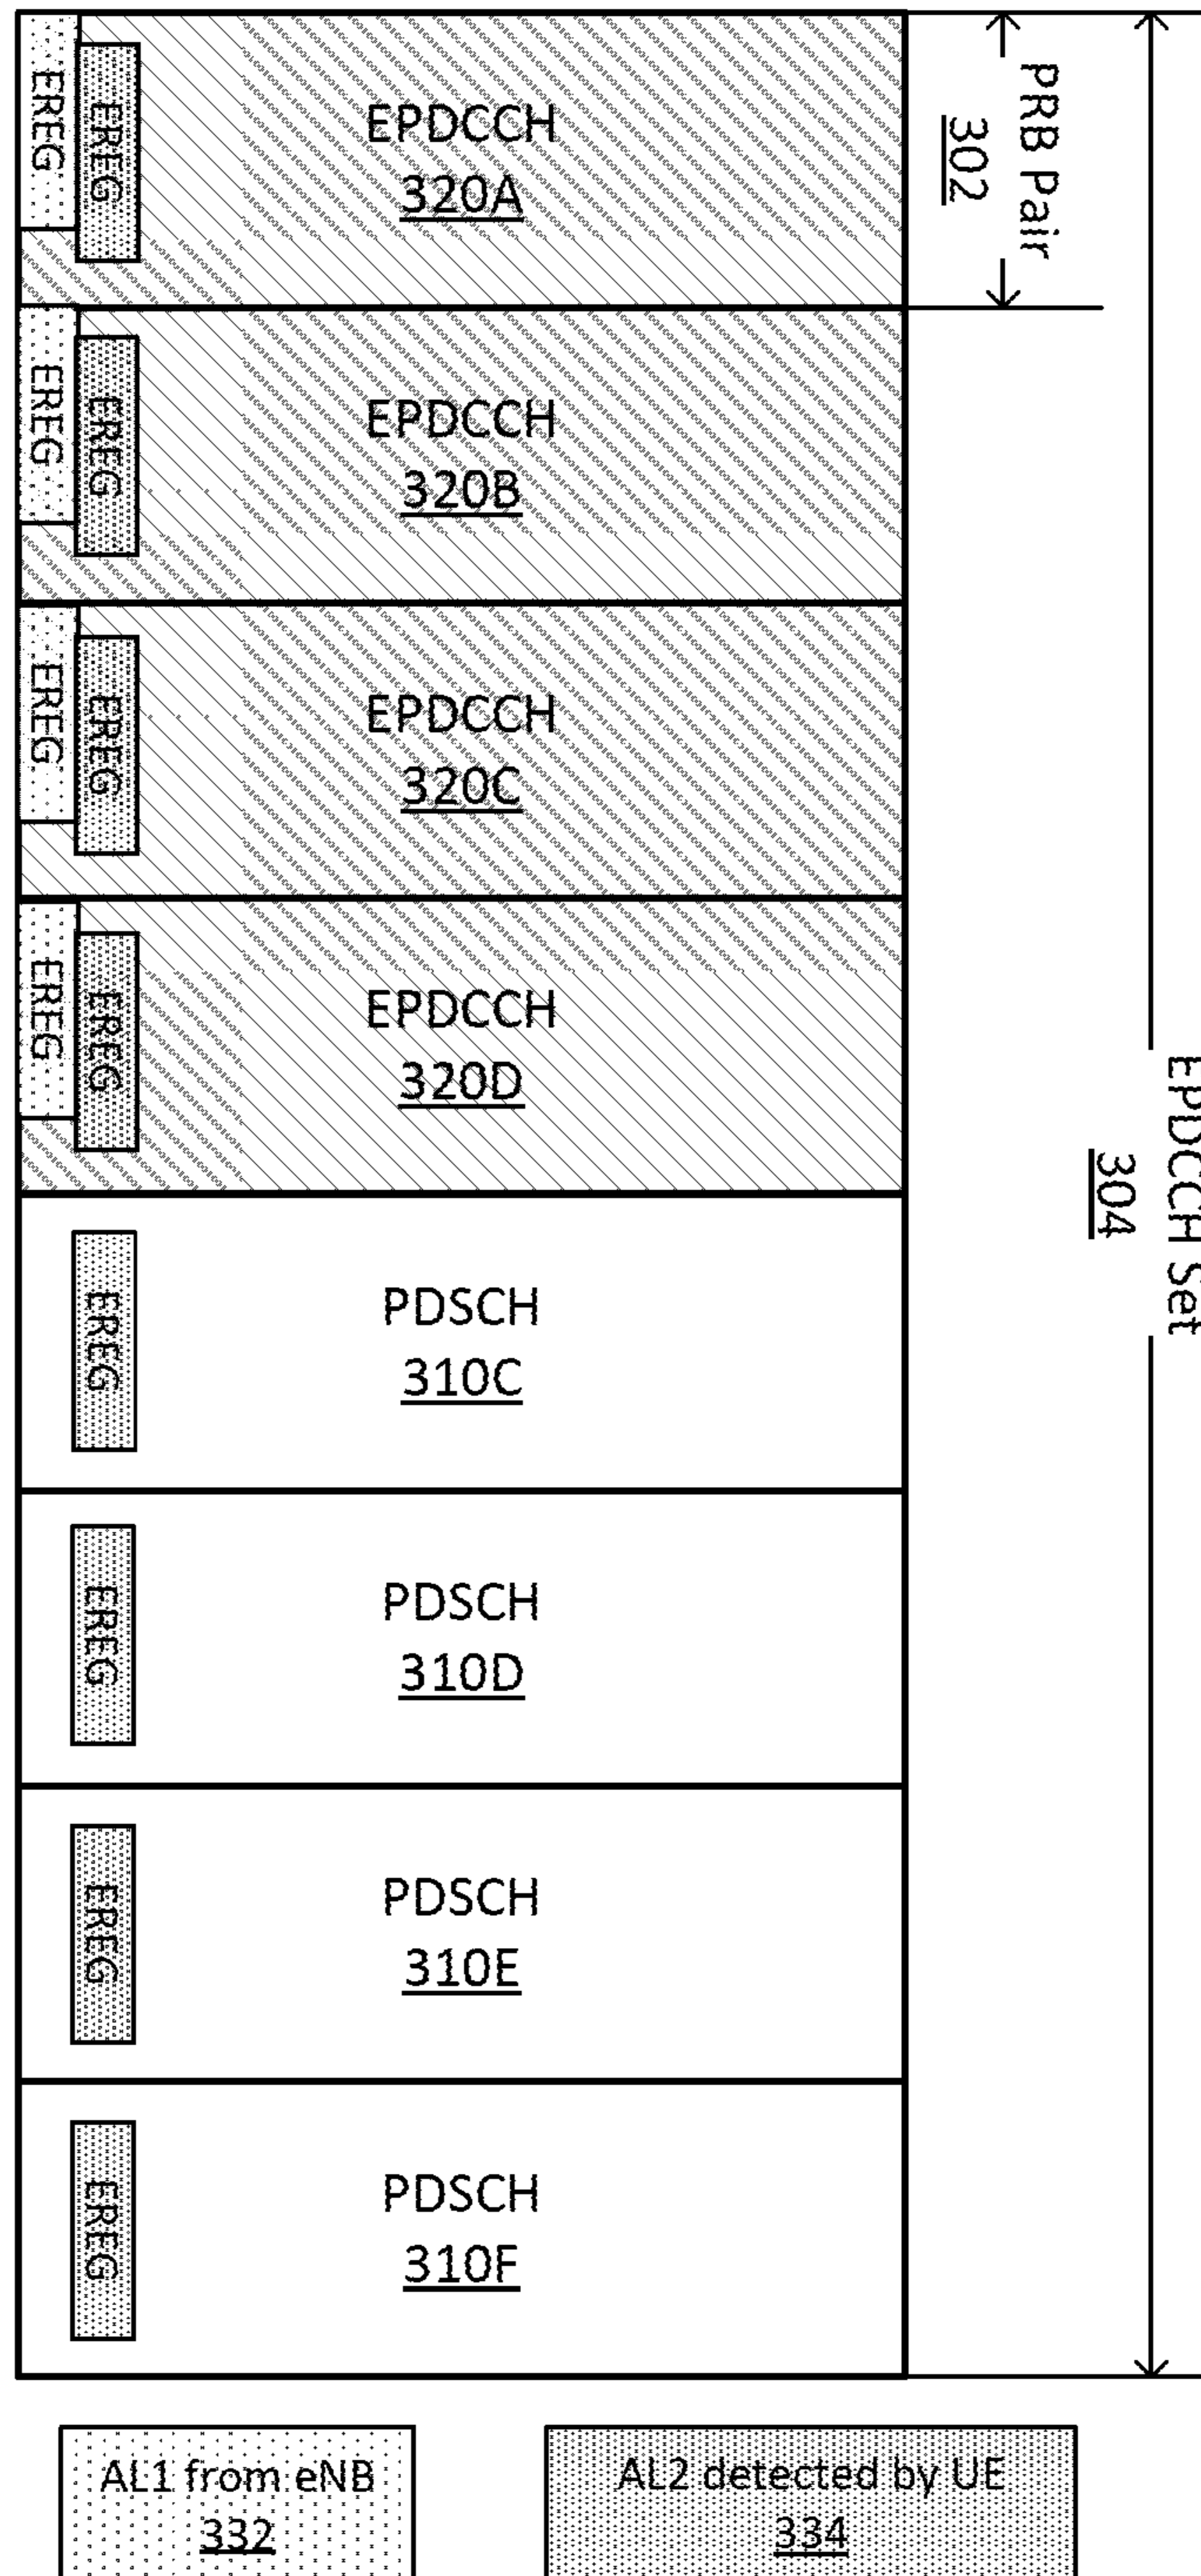 PRB Pair
302
EPDCCH Set
304
EREG
EREG
EPDCCH
320A
EREG
EREG
EPDCCH
320B
EREG
EREG
EPDCCH
320C
EREG
EREG
EPDCCH
320D
EREG
PDSCH
310C
EREG
PDSCH
310D
EREG
PDSCH
310E
EREG
PDSCH
310F
AL1 from eNB
332
AL2 detected by UE
334